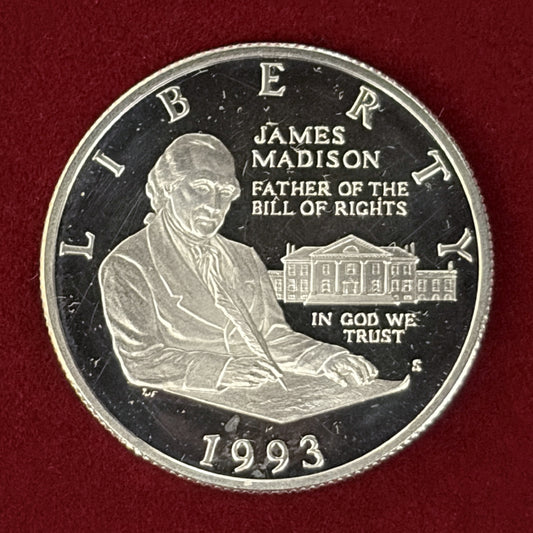 LIBERTY
JAMES
MADISON
FATHER OF THE
BILL OF RIGHTS
IN GOD WE
TRUST
S
1993